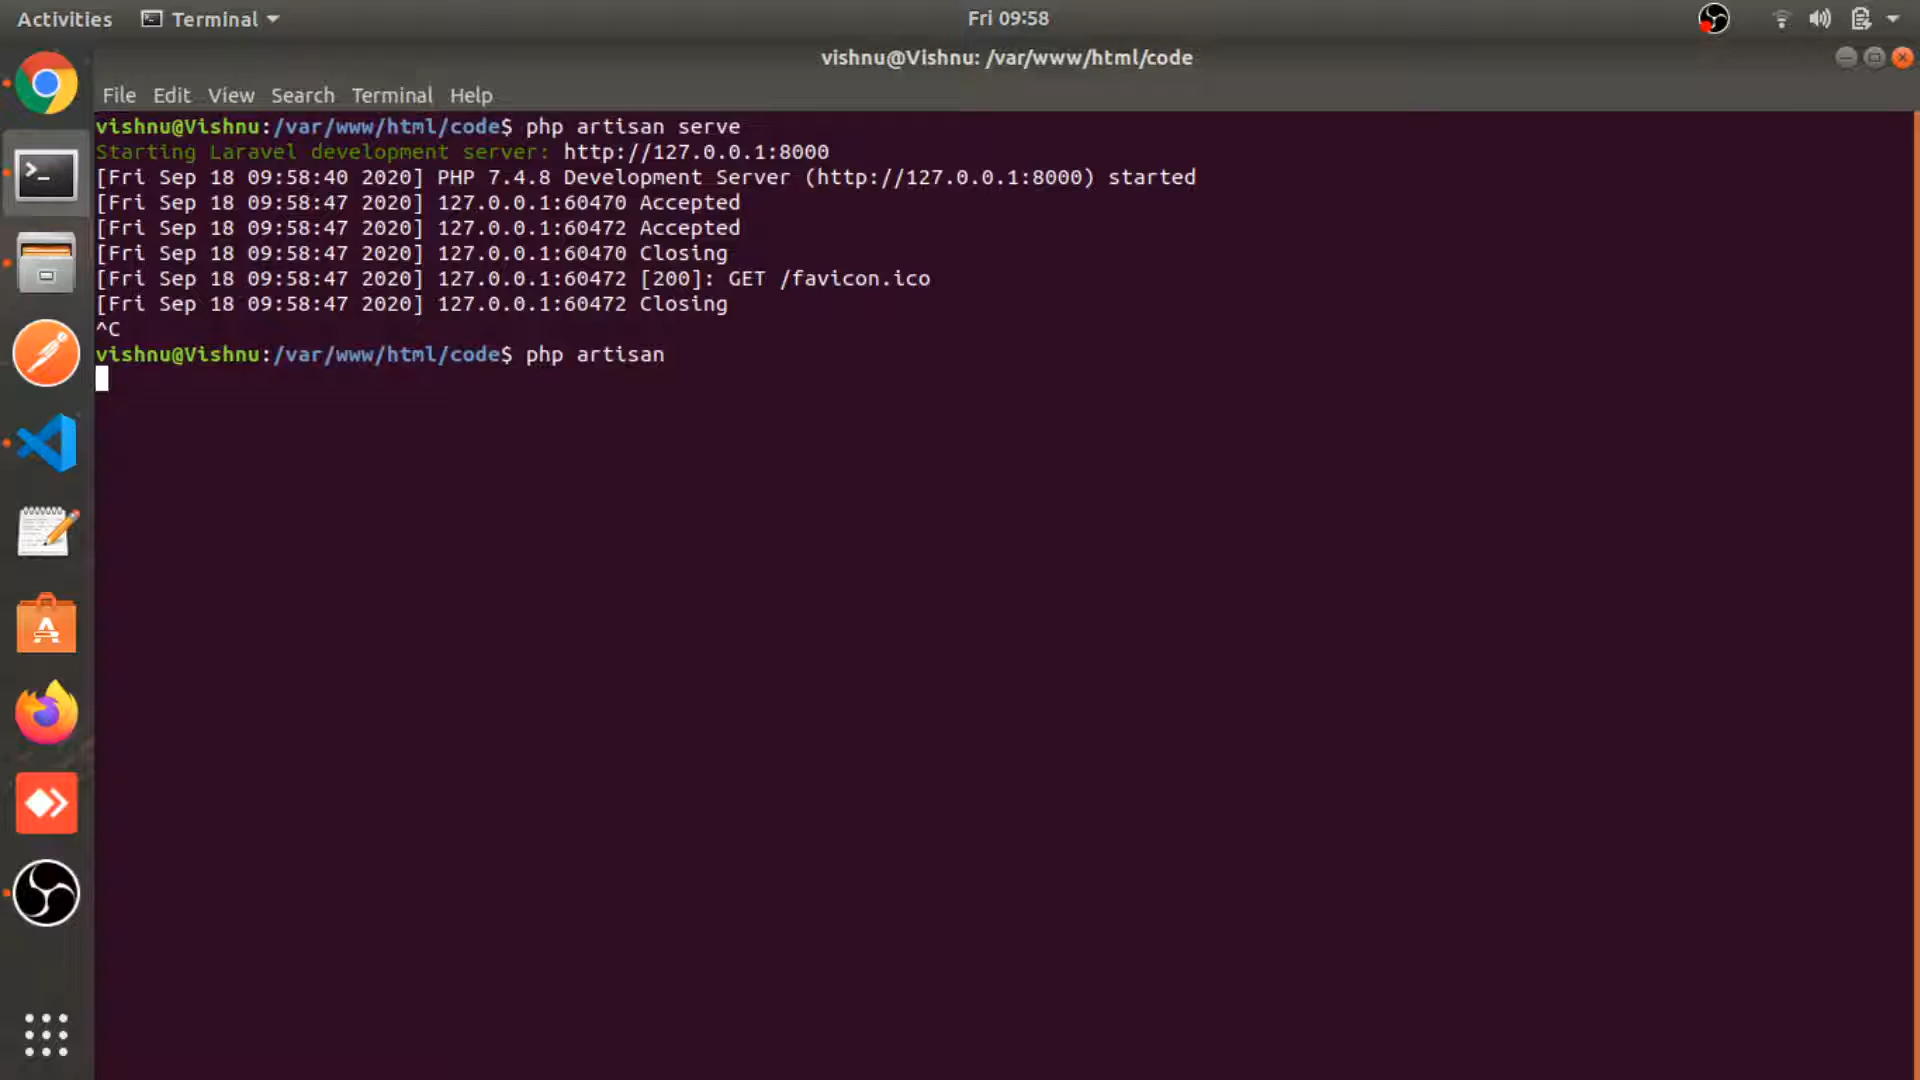 Activities
Terminal
Fri 09:58
vishnu@Vishnu: /var/www/html/code
File Edit View Search Terminal Help
vishnu@Vishnu:/var/www/html/code$ php artisan serve
Starting Laravel development server: http://127.0.0.1:8000
[Fri Sep 18 09:58:40 2020] PHP 7.4.8 Development Server (http://127.0.0.1:8000) started
[Fri Sep 18 09:58:47 2020] 127.0.0.1:60470 Accepted
[Fri Sep 18 09:58:47 2020] 127.0.0.1:60472 Accepted
[Fri Sep 18 09:58:47 2020] 127.0.0.1:60470 Closing
[Fri Sep 18 09:58:47 2020] 127.0.0.1:60472 [200]: GET /favicon.ico
[Fri Sep 18 09:58:47 2020] 127.0.0.1:60472 Closing
^C
vishnu@Vishnu:/var/www/html/code$ php artisan